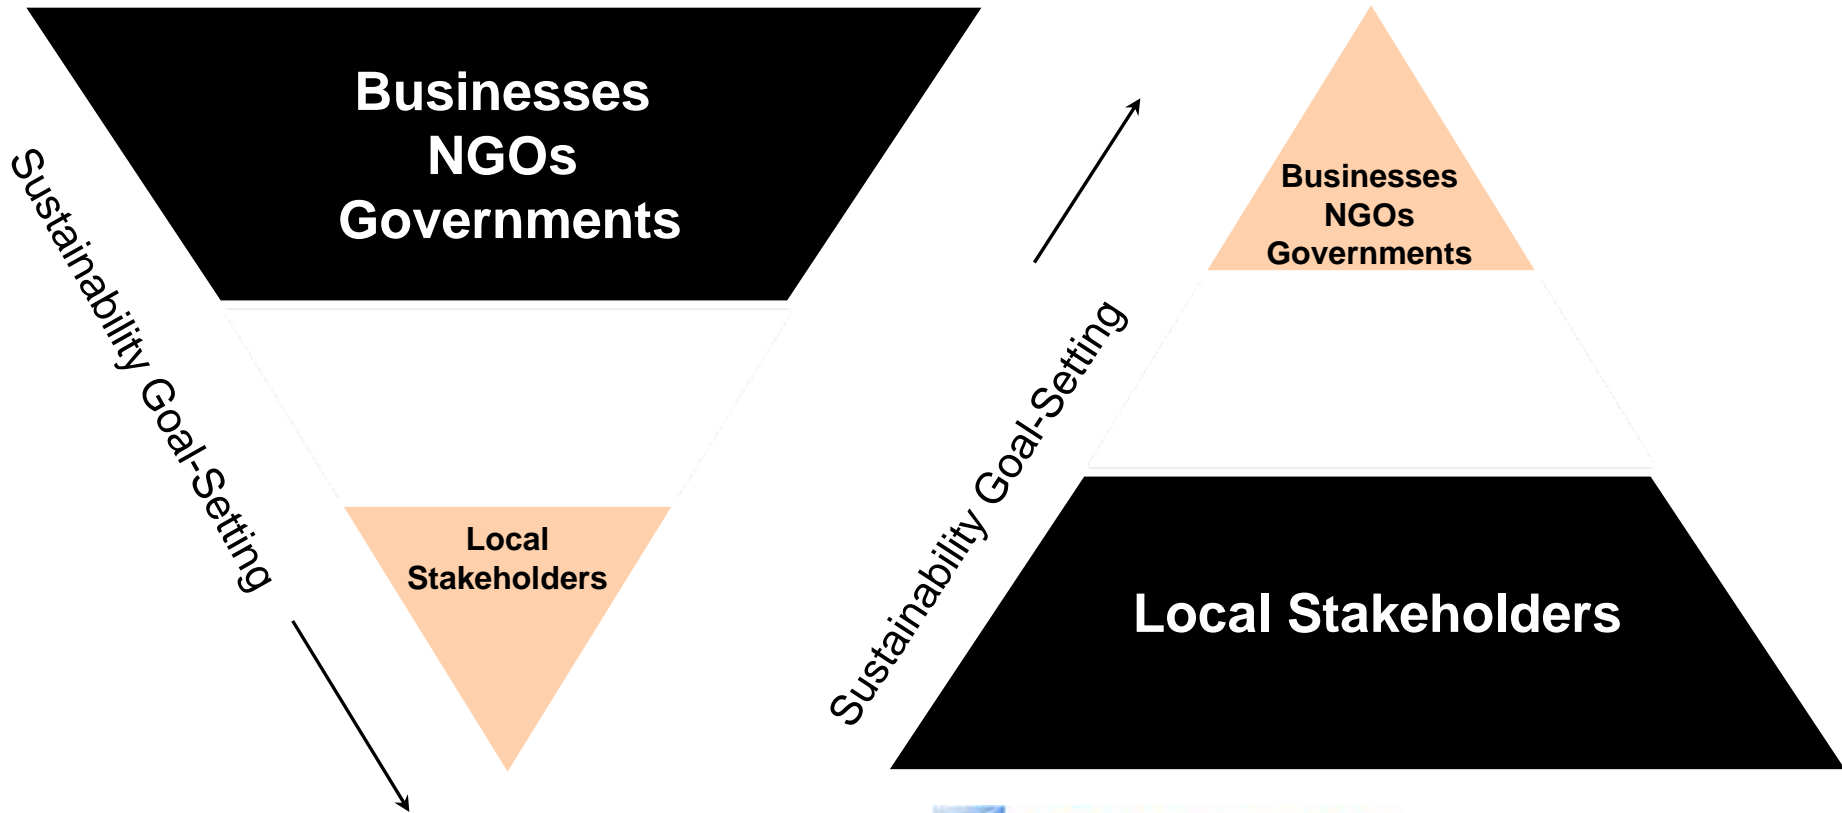 Businesses
NGOs
Governments
Sustainability Goal-Setting
Local
Stakeholders
Businesses
NGOs
Governments
Sustainability Goal-Setting
Local Stakeholders